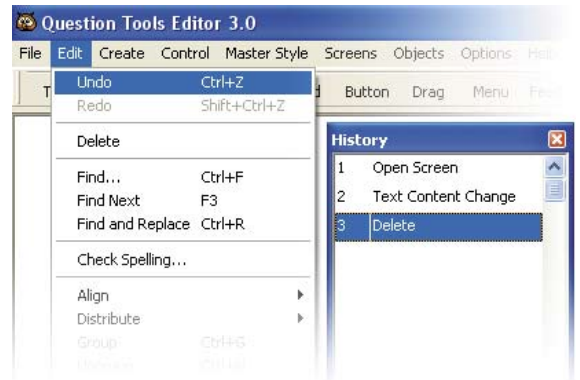 Question Tools Editor 3.0
File Edit Create Control Master Style Screens Objects Options Help
T Button Drag Menu
Undo Ctrl+Z
Redo Shift+Ctrl+Z
Delete
Find... Ctrl+F
Find Next F3
Find and Replace Ctrl+R
Check Spelling...
Align
Distribute
Group Ctrl+G
History
1 Open Screen
2 Text Content Change
3 Delete